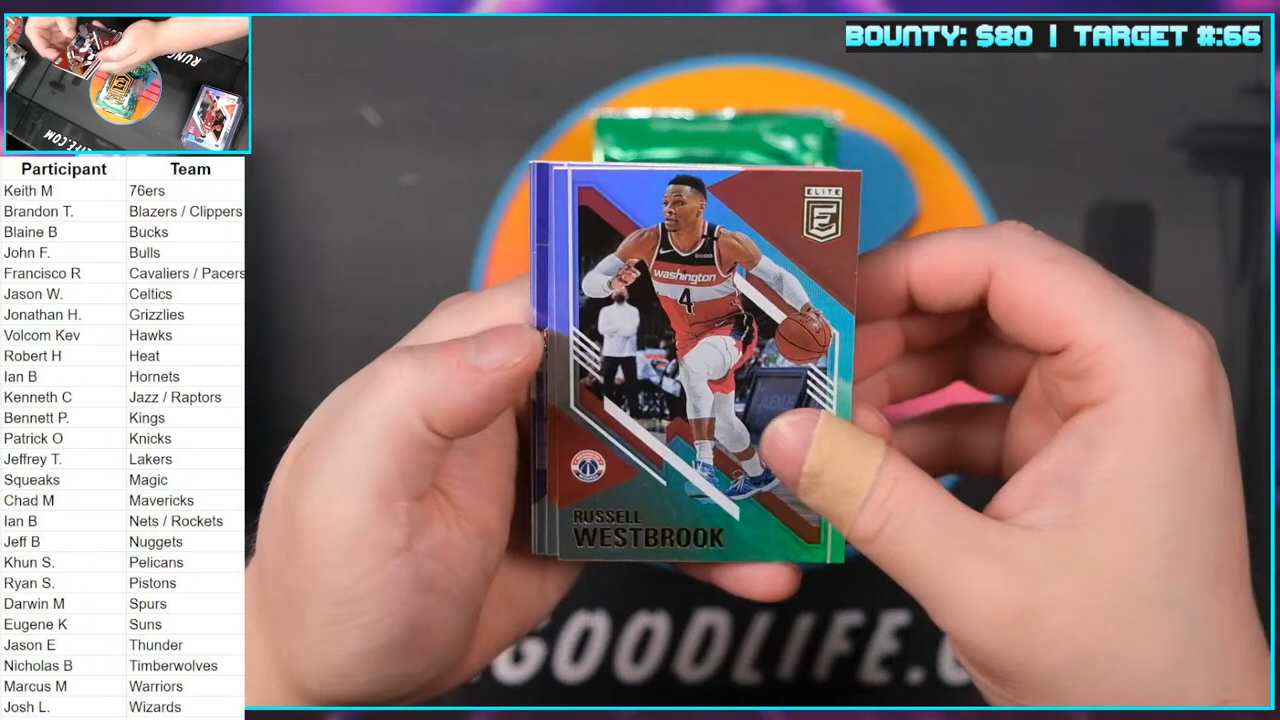 BOUNTY: $80 | TARGET #:66
Participant Team
Keith M 76ers
Brandon T. Blazers / Clippers
Blaine B Bucks
John F. Bulls
Francisco R Cavaliers / Pacers
Jason W. Celtics
Jonathan H. Grizzlies
Volcom Kev Hawks
Robert H Heat
Ian B Hornets
Kenneth C Jazz / Raptors
Bennett P. Kings
Patrick O Knicks
Jeffrey T. Lakers
Squeaks Magic
Chad M Mavericks
Ian B Nets / Rockets
Jeff B Nuggets
Khun S. Pelicans
Ryan S. Pistons
Darwin M Spurs
Eugene K Suns
Jason E Thunder
Nicholas B Timberwolves
Marcus M Warriors
Josh L. Wizards
ELITE
E
Washington
4
RUSSELL
WESTBROOK
GOODLIFE.C
LIFE.COM